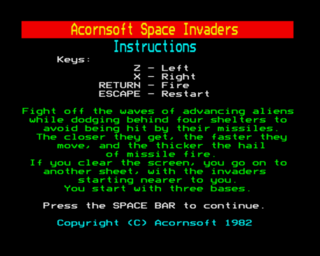 Acornsoft Space Invaders
Instructions
Keys:
Z - Left
X - Right
RETURN - Fire
ESCAPE - Restart
Fight off the waves of advancing aliens
while dodging behind four shelters to
avoid being hit by their missiles.
The closer they get, the faster they
move, and the thicker the hail
of missile fire.
If you clear the screen, you go on to
another sheet, with the invaders
starting nearer to you.
You start with three bases.
Press the SPACE BAR to continue.
Copyright (C) Acornsoft 1982